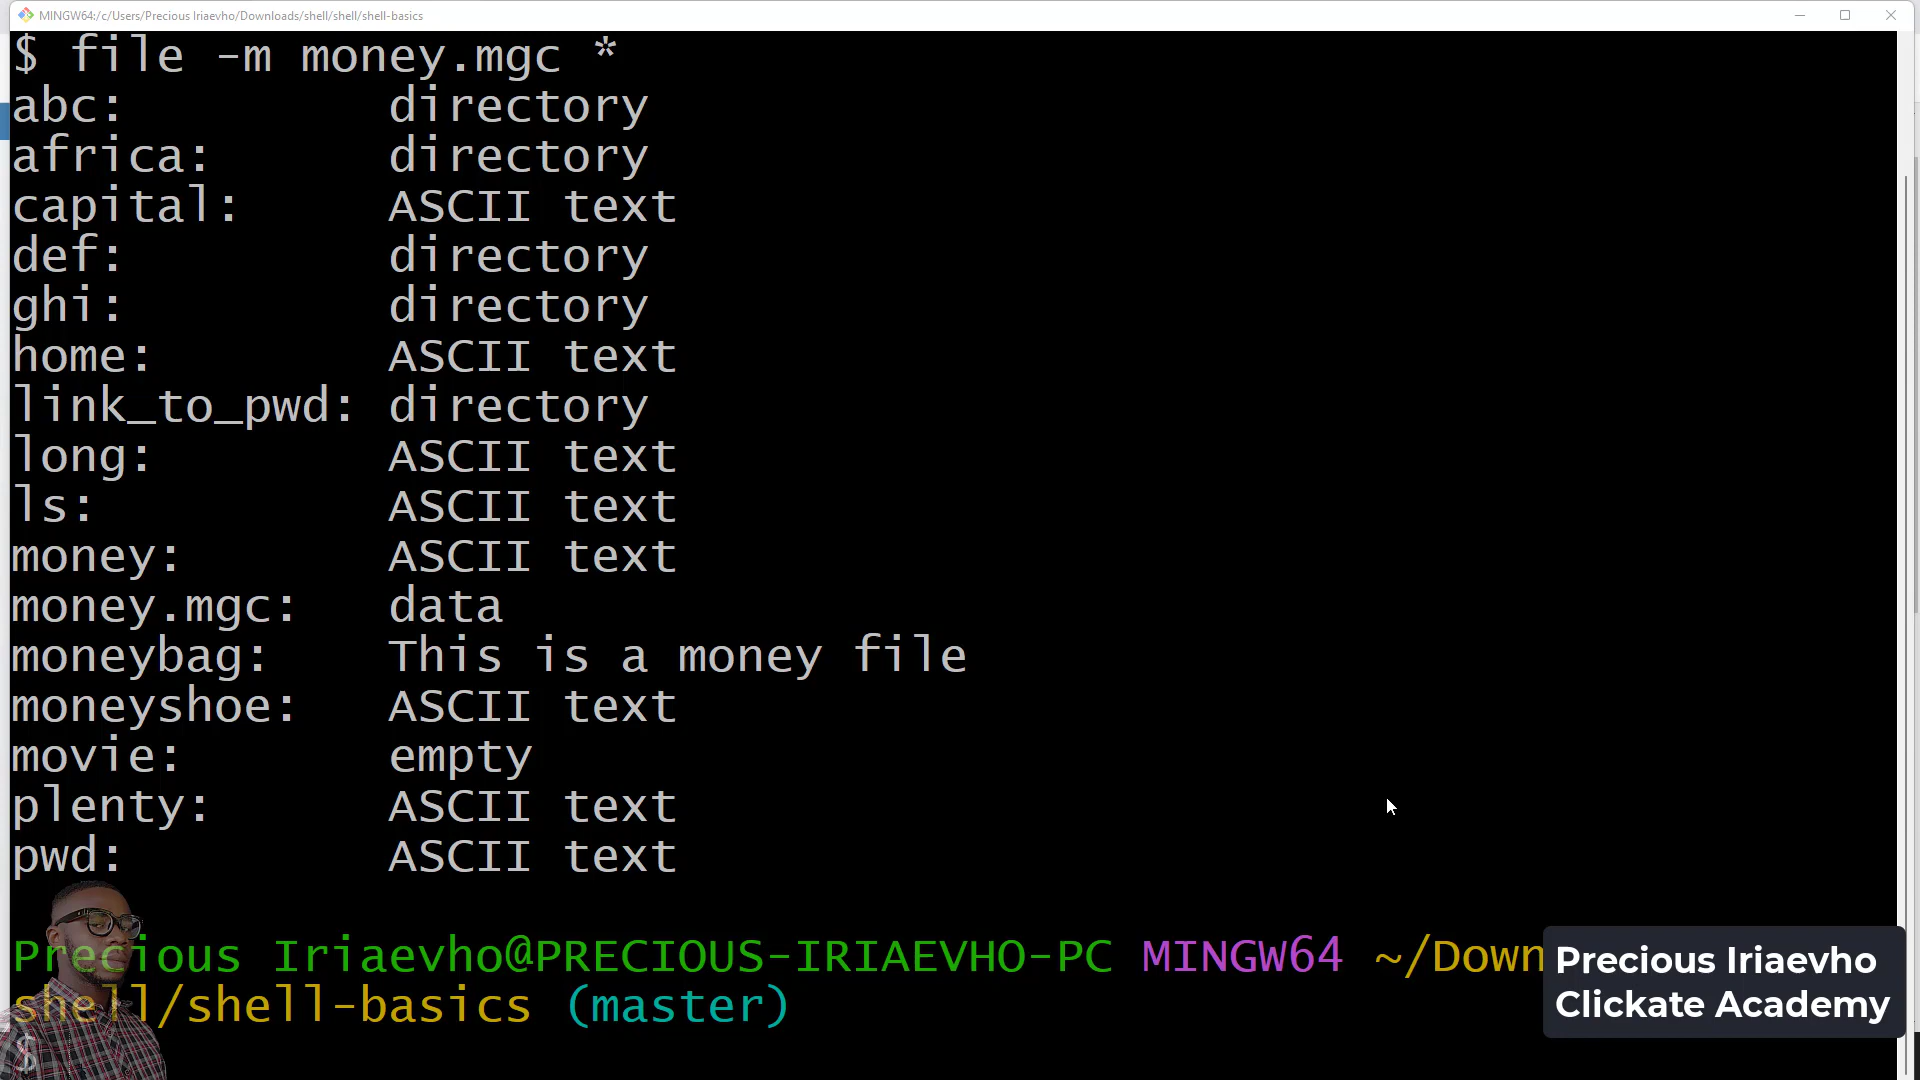 MINGW64:/c/Users/Precious Iriaevho/Downloads/shell/shell/shell-basics
$ file -m money.mgc *
abc: directory
africa: directory
capital: ASCII text
def: directory
ghi: directory
home: ASCII text
link_to_pwd: directory
long: ASCII text
ls: ASCII text
money: ASCII text
money.mgc: data
moneybag: This is a money file
moneyshoe: ASCII text
movie: empty
plenty: ASCII text
pwd: ASCII text
Precious Iriaevho@PRECIOUS-IRIAEVHO-PC MINGW64 ~/Down
shell/shell-basics (master)
$
Precious Iriaevho
Clickate Academy